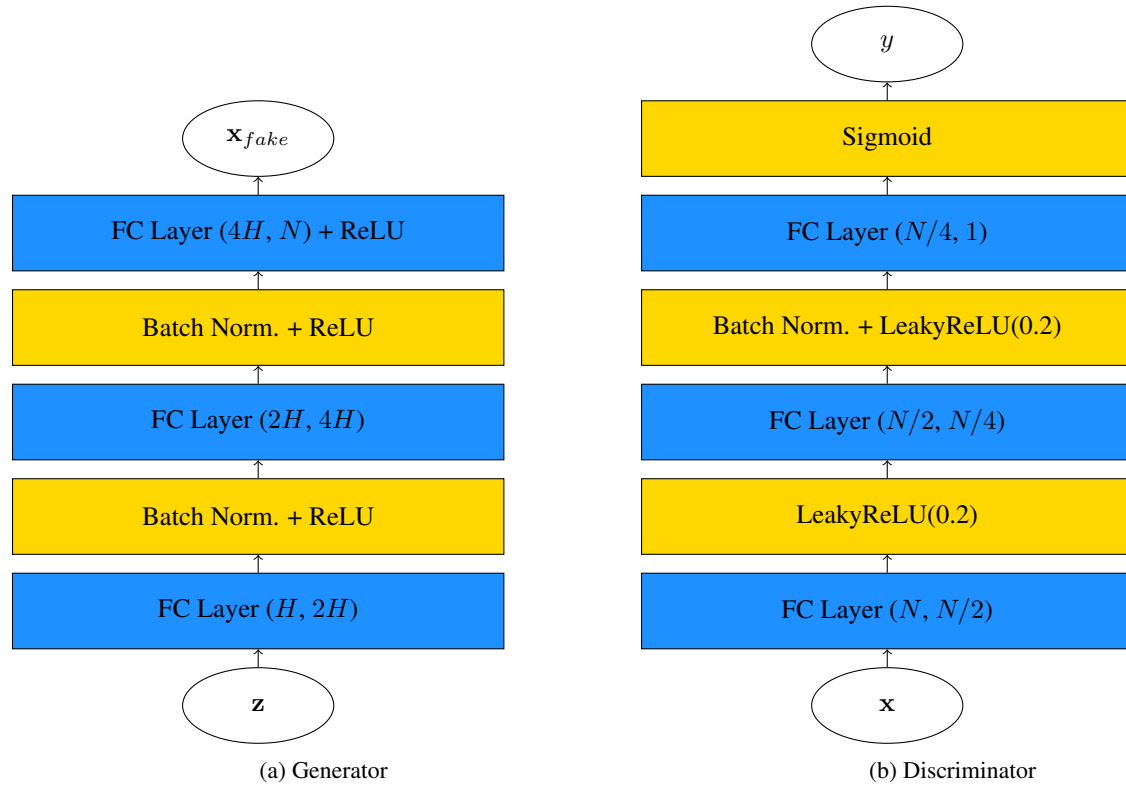 x_fake
FC Layer (4H, N) + ReLU
Batch Norm. + ReLU
FC Layer (2H, 4H)
Batch Norm. + ReLU
FC Layer (H, 2H)
z
(a) Generator
y
Sigmoid
FC Layer (N/4, 1)
Batch Norm. + LeakyReLU(0.2)
FC Layer (N/2, N/4)
LeakyReLU(0.2)
FC Layer (N, N/2)
x
(b) Discriminator